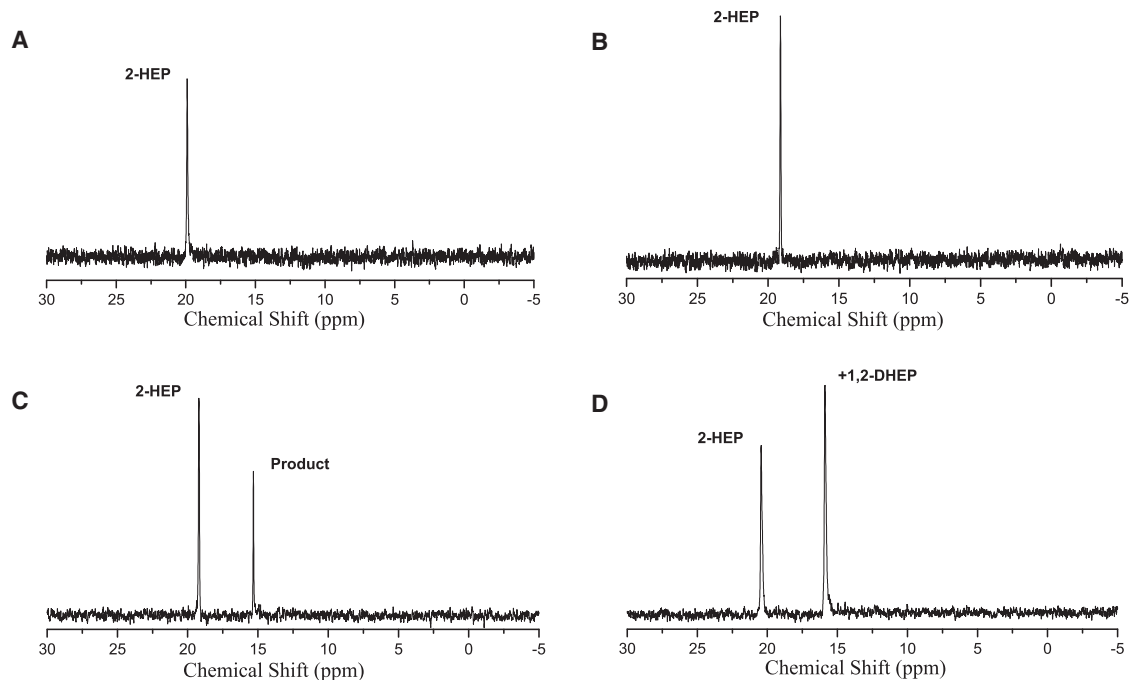 A
2-HEP
30 25 20 15 10 5 0 -5
Chemical Shift (ppm)
B
2-HEP
30 25 20 15 10 5 0 -5
Chemical Shift (ppm)
C
2-HEP
Product
30 25 20 15 10 5 0 -5
Chemical Shift (ppm)
D
+1,2-DHEP
2-HEP
30 25 20 15 10 5 0 -5
Chemical Shift (ppm)